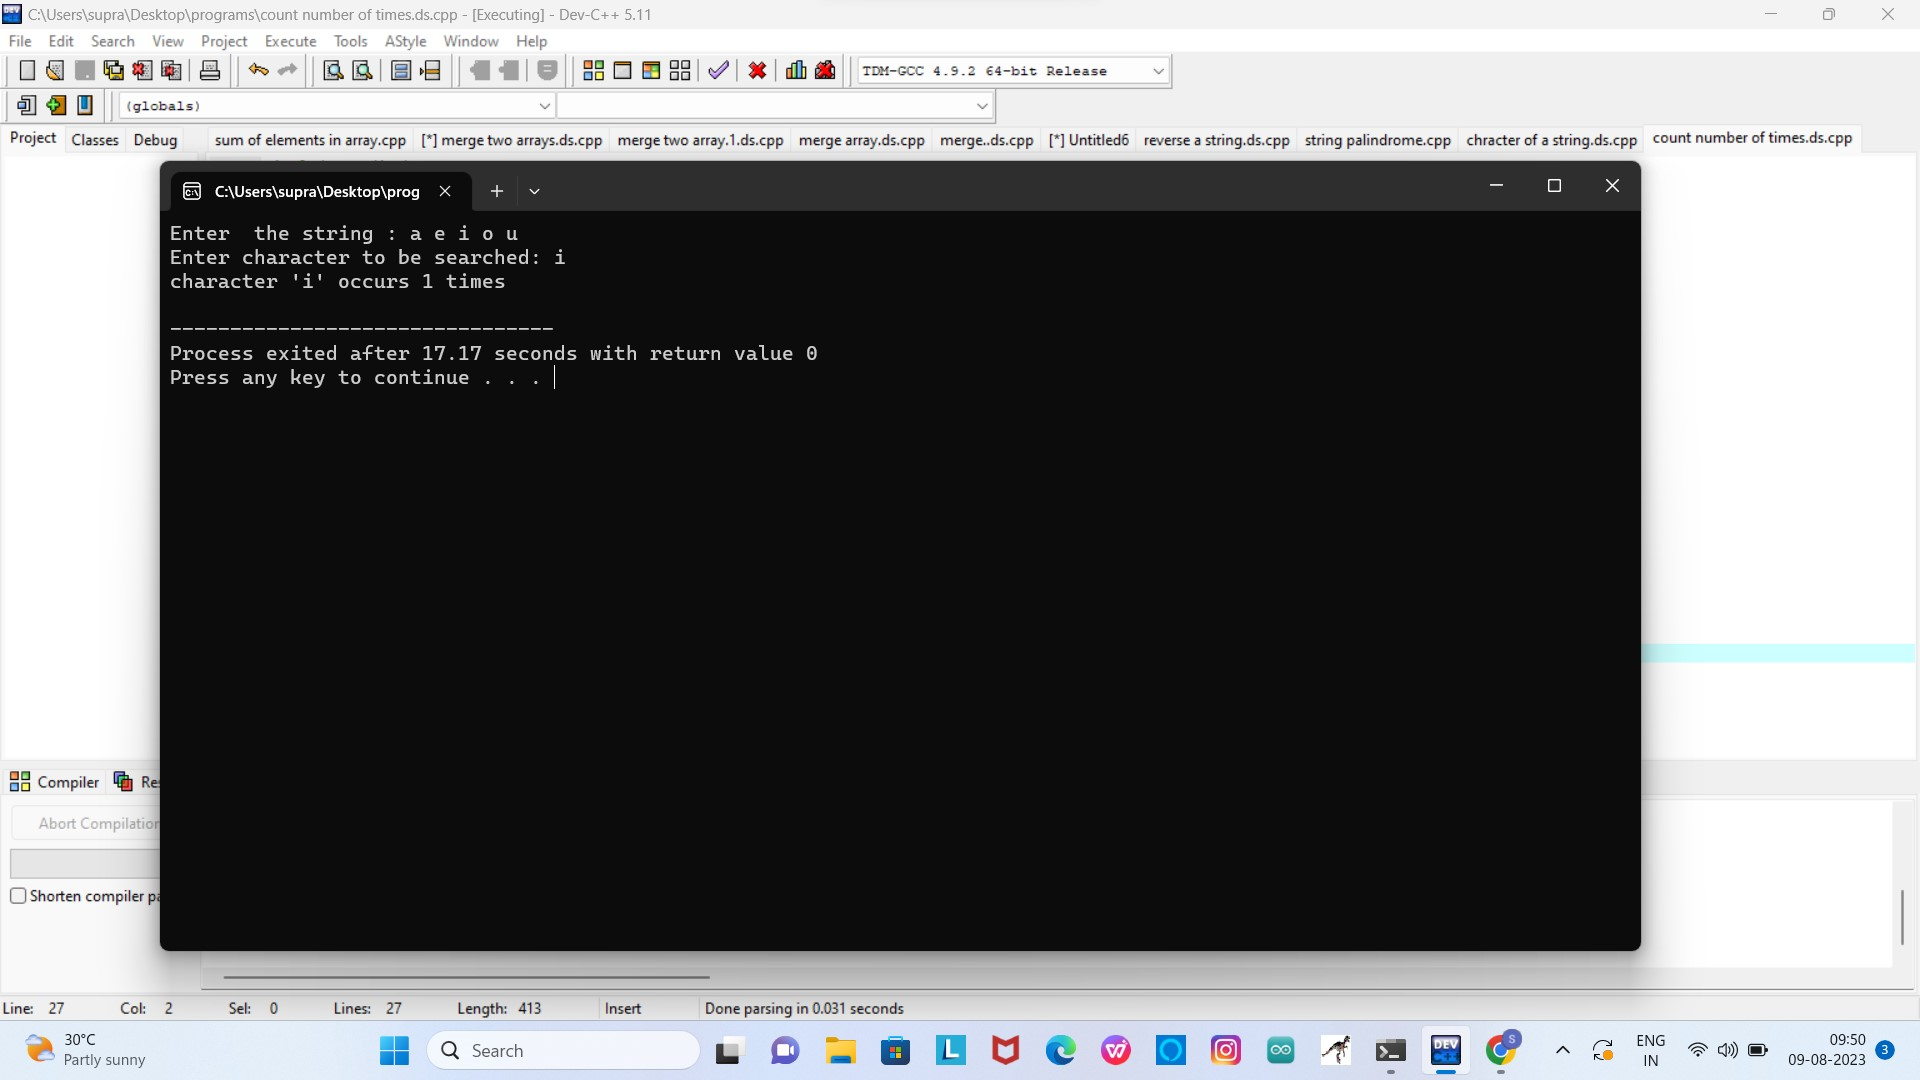 C:\Users\supra\Desktop\programs\count number of times.ds.cpp - [Executing] - Dev-C++ 5.11
File Edit Search View Project Execute Tools AStyle Window Help
TDM-GCC 4.9.2 64-bit Release
(globals)
Project Classes Debug sum of elements in array.cpp [*] merge two arrays.ds.cpp merge two array.1.ds.cpp merge array.ds.cpp merge..ds.cpp [*] Untitled6 reverse a string.ds.cpp string palindrome.cpp chracter of a string.ds.cpp count number of times.ds.cpp
C:\Users\supra\Desktop\prog
Enter  the string : a e i o u
Enter character to be searched: i
character 'i' occurs 1 times
--------------------------------
Process exited after 17.17 seconds with return value 0
Press any key to continue . . .
Compiler Res
Abort Compilation
Shorten compiler pa
Line: 27 Col: 2 Sel: 0 Lines: 27 Length: 413 Insert Done parsing in 0.031 seconds
30°C
Partly sunny
Search
DEV
C++
S
ENG
IN
09:50
09-08-2023
3